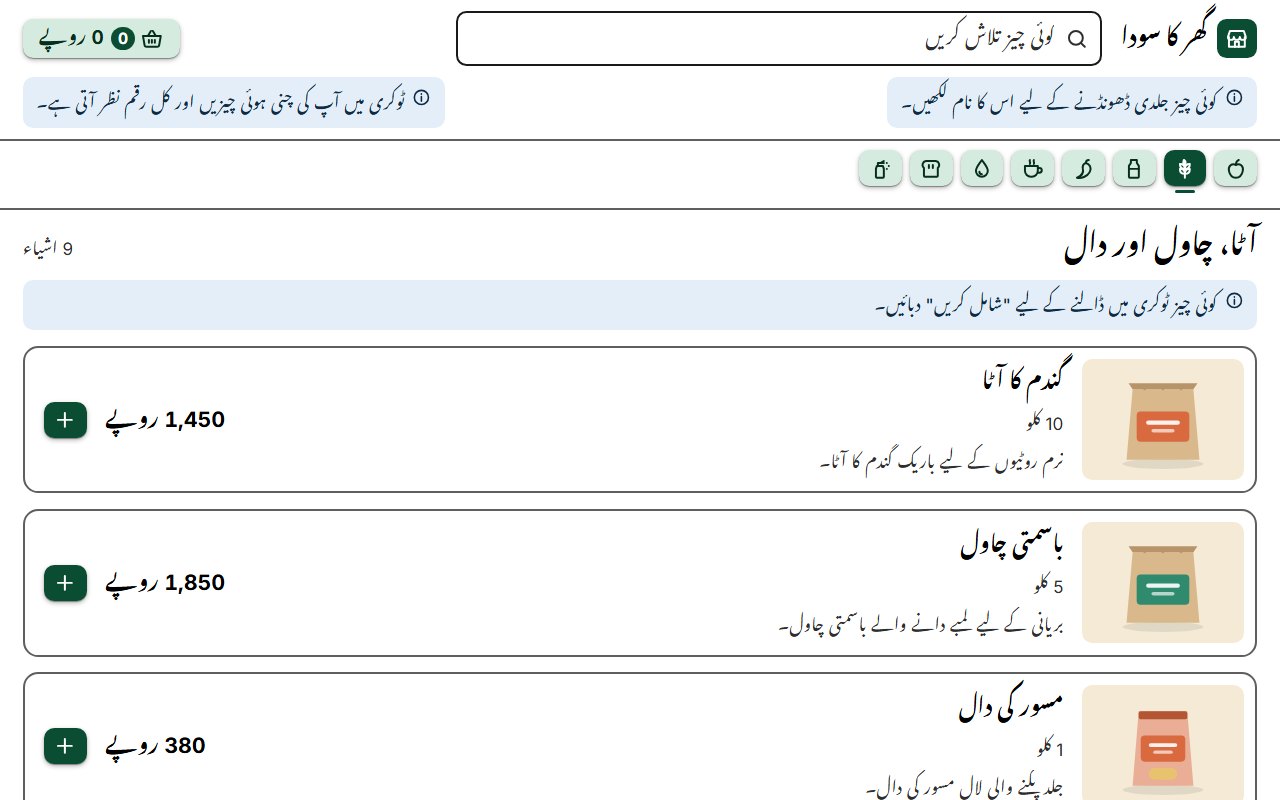 گھر کا سودا
کوئی چیز تلاش کریں
0 0 روپے
کوئی چیز جلدی ڈھونڈنے کے لیے اس کا نام لکھیں۔
ٹوکری میں آپ کی چنی ہوئی چیزیں اور کل رقم نظر آتی ہے۔
آٹا، چاول اور دال
9 اشیاء
کوئی چیز ٹوکری میں ڈالنے کے لیے "شامل کریں" دبائیں۔
گندم کا آٹا
10 کلو
نرم روٹیوں کے لیے باریک گندم کا آٹا۔
1,450 روپے
باسمتی چاول
5 کلو
بریانی کے لیے لمبے دانے والے باسمتی چاول۔
1,850 روپے
مسور کی دال
1 کلو
جلد پکنے والی لال مسور کی دال۔
380 روپے